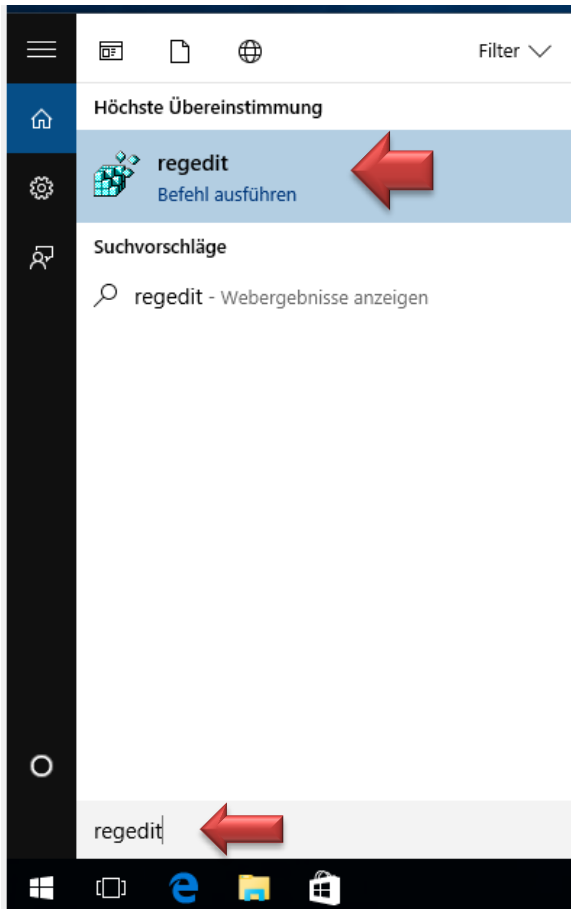 Filter
Höchste Übereinstimmung
regedit
Befehl ausführen
Suchvorschläge
regedit - Webergebnisse anzeigen
regedit